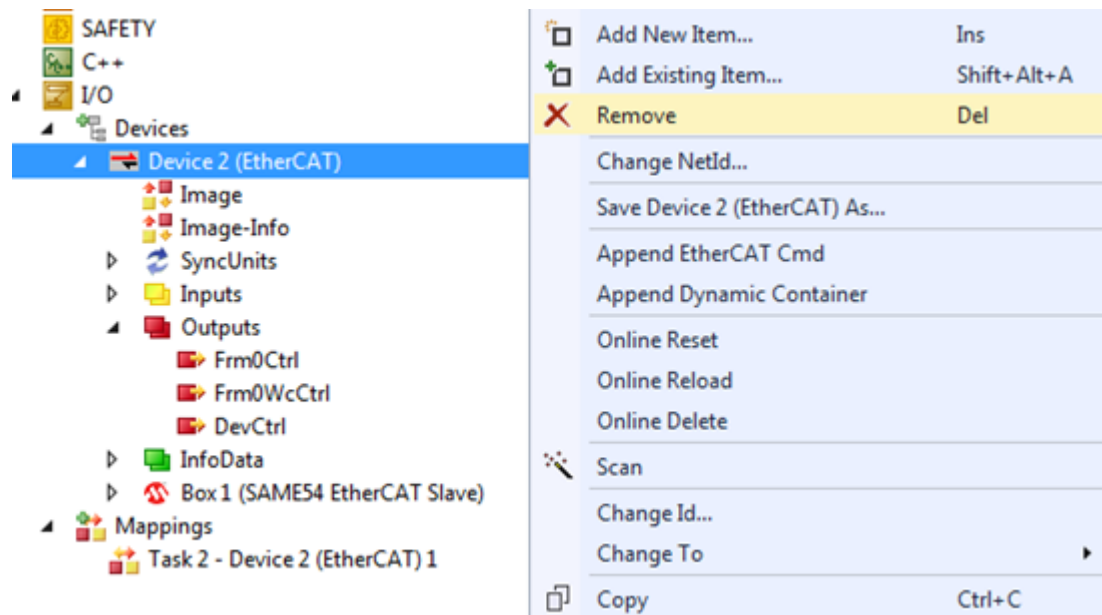 SAFETY
C++
I/O
Devices
Device 2 (EtherCAT)
Image
Image-Info
SyncUnits
Inputs
Outputs
Frm0Ctrl
Frm0WcCtrl
DevCtrl
InfoData
Box 1 (SAME54 EtherCAT Slave)
Mappings
Task 2 - Device 2 (EtherCAT) 1
Add New Item... Ins
Add Existing Item... Shift+Alt+A
Remove Del
Change NetId...
Save Device 2 (EtherCAT) As...
Append EtherCAT Cmd
Append Dynamic Container
Online Reset
Online Reload
Online Delete
Scan
Change Id...
Change To
Copy Ctrl+C